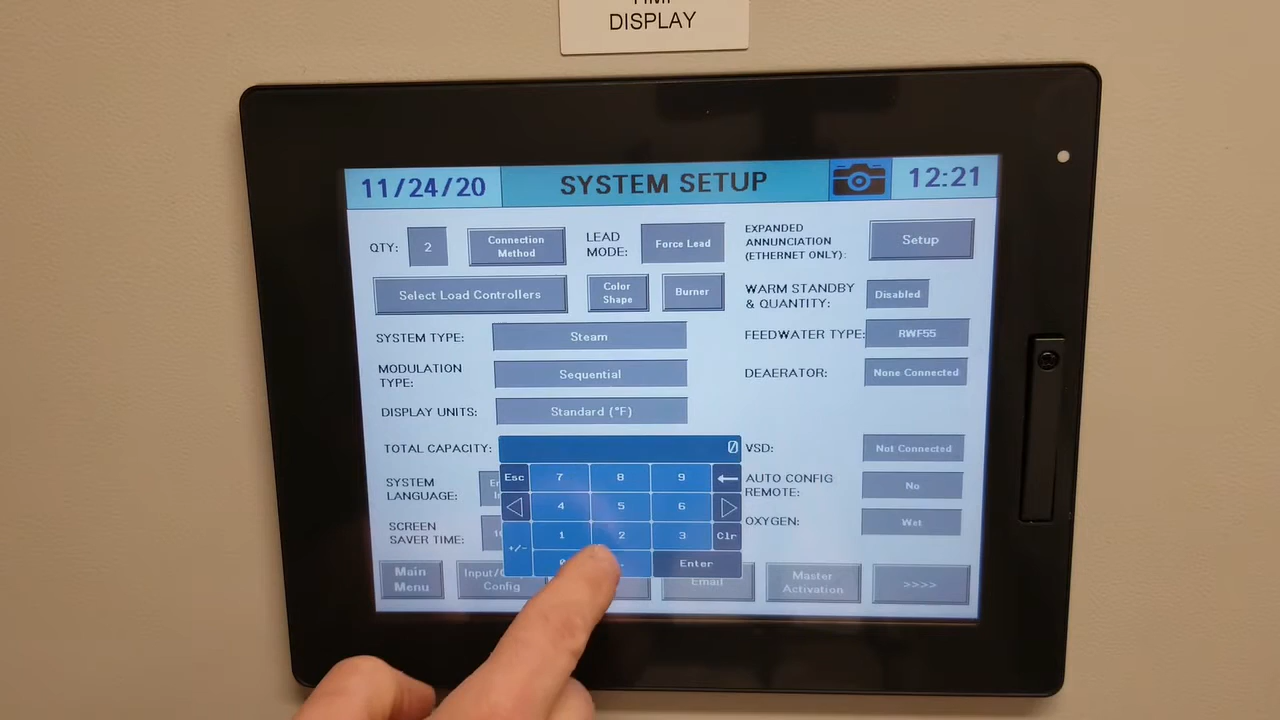 DISPLAY
11/24/20 SYSTEM SETUP 12:21
QTY: 2 Connection Method LEAD MODE: Force Lead EXPANDED ANNUNCIATION (ETHERNET ONLY): Setup
Select Load Controllers Color Shape Burner WARM STANDBY & QUANTITY: Disabled
SYSTEM TYPE: Steam FEEDWATER TYPE: RWF55
MODULATION TYPE: Sequential DEAERATOR: None Connected
DISPLAY UNITS: Standard (°F)
TOTAL CAPACITY: 0 VSD: Not Connected
Esc 7 8 9 ←
SYSTEM LANGUAGE: AUTO CONFIG REMOTE: No
4 5 6
SCREEN SAVER TIME: OXYGEN: Wet
1 2 3 Clr
+/- Enter
Main Menu Config Email Master Activation >>>>